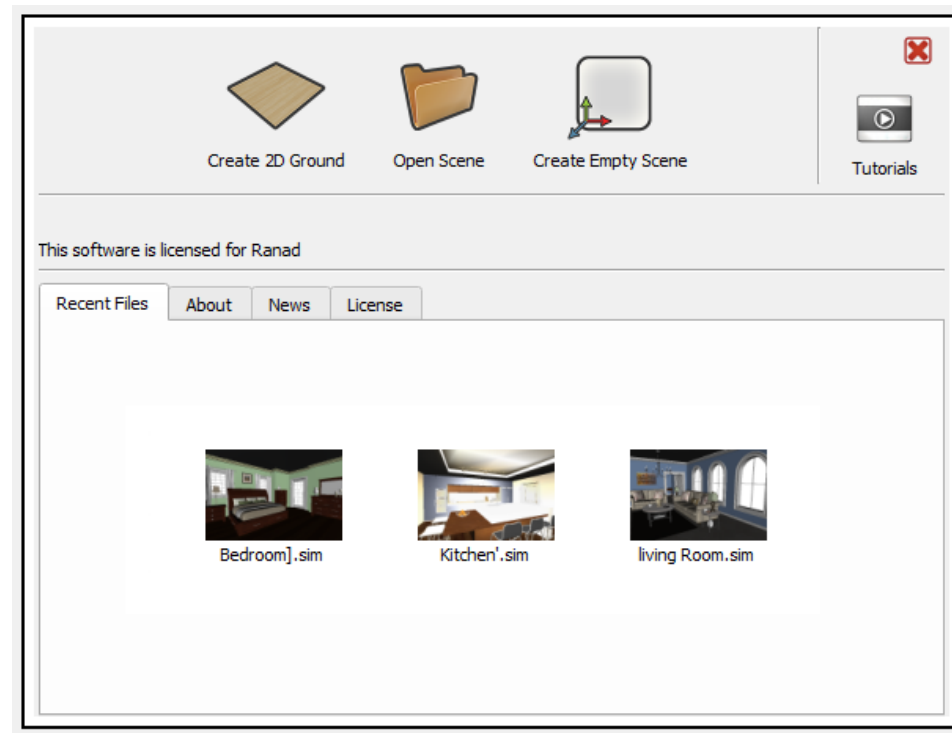 Create 2D Ground
Open Scene
Create Empty Scene
Tutorials
This software is licensed for Ranad
Recent Files
About
News
License
Bedroom].sim
Kitchen'.sim
living Room.sim